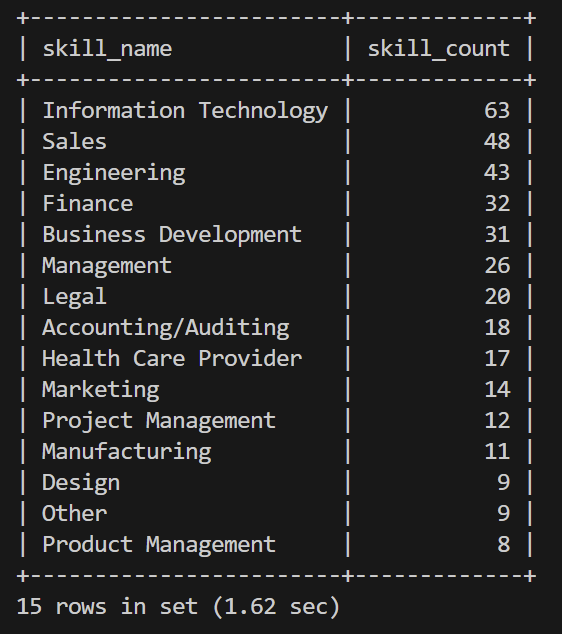 +-------------------------+-------------+
| skill_name              | skill_count |
+-------------------------+-------------+
| Information Technology |          63 |
| Sales                   |          48 |
| Engineering             |          43 |
| Finance                 |          32 |
| Business Development    |          31 |
| Management              |          26 |
| Legal                   |          20 |
| Accounting/Auditing     |          18 |
| Health Care Provider    |          17 |
| Marketing               |          14 |
| Project Management      |          12 |
| Manufacturing           |          11 |
| Design                  |           9 |
| Other                   |           9 |
| Product Management      |           8 |
+-------------------------+-------------+
15 rows in set (1.62 sec)